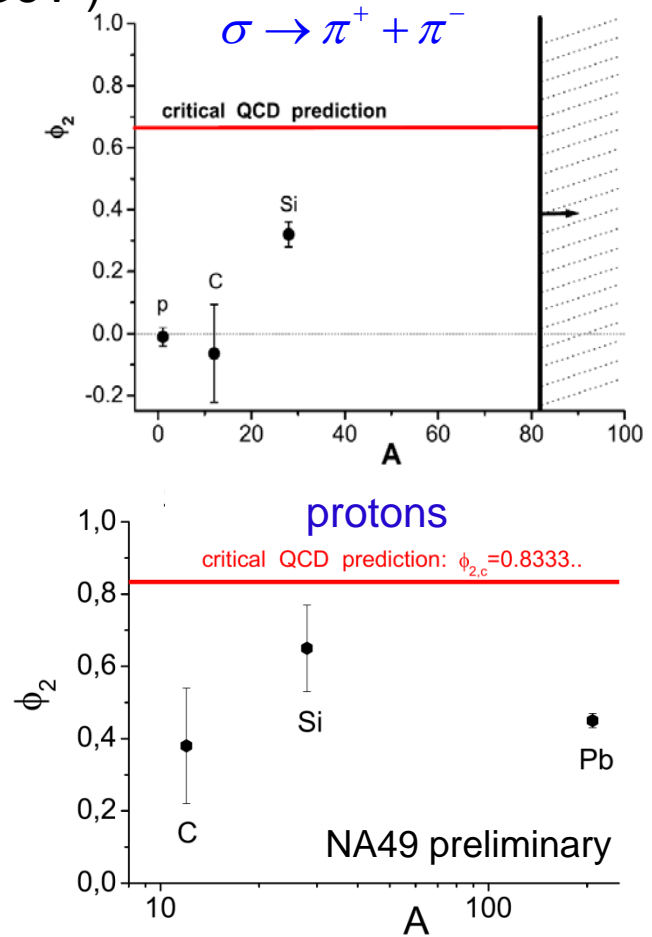 σ → π⁺ + π⁻
1.0
0.8
critical QCD prediction
ϕ₂
0.6
Si
0.4
0.2
C
p
0.0
-0.2
0 20 40 60 80 100
A
protons
1,0
critical QCD prediction: ϕ₂,c=0.8333..
0,8
0,6
ϕ₂
Si
0,4
Pb
0,2
C
NA49 preliminary
0,0
10 100
A